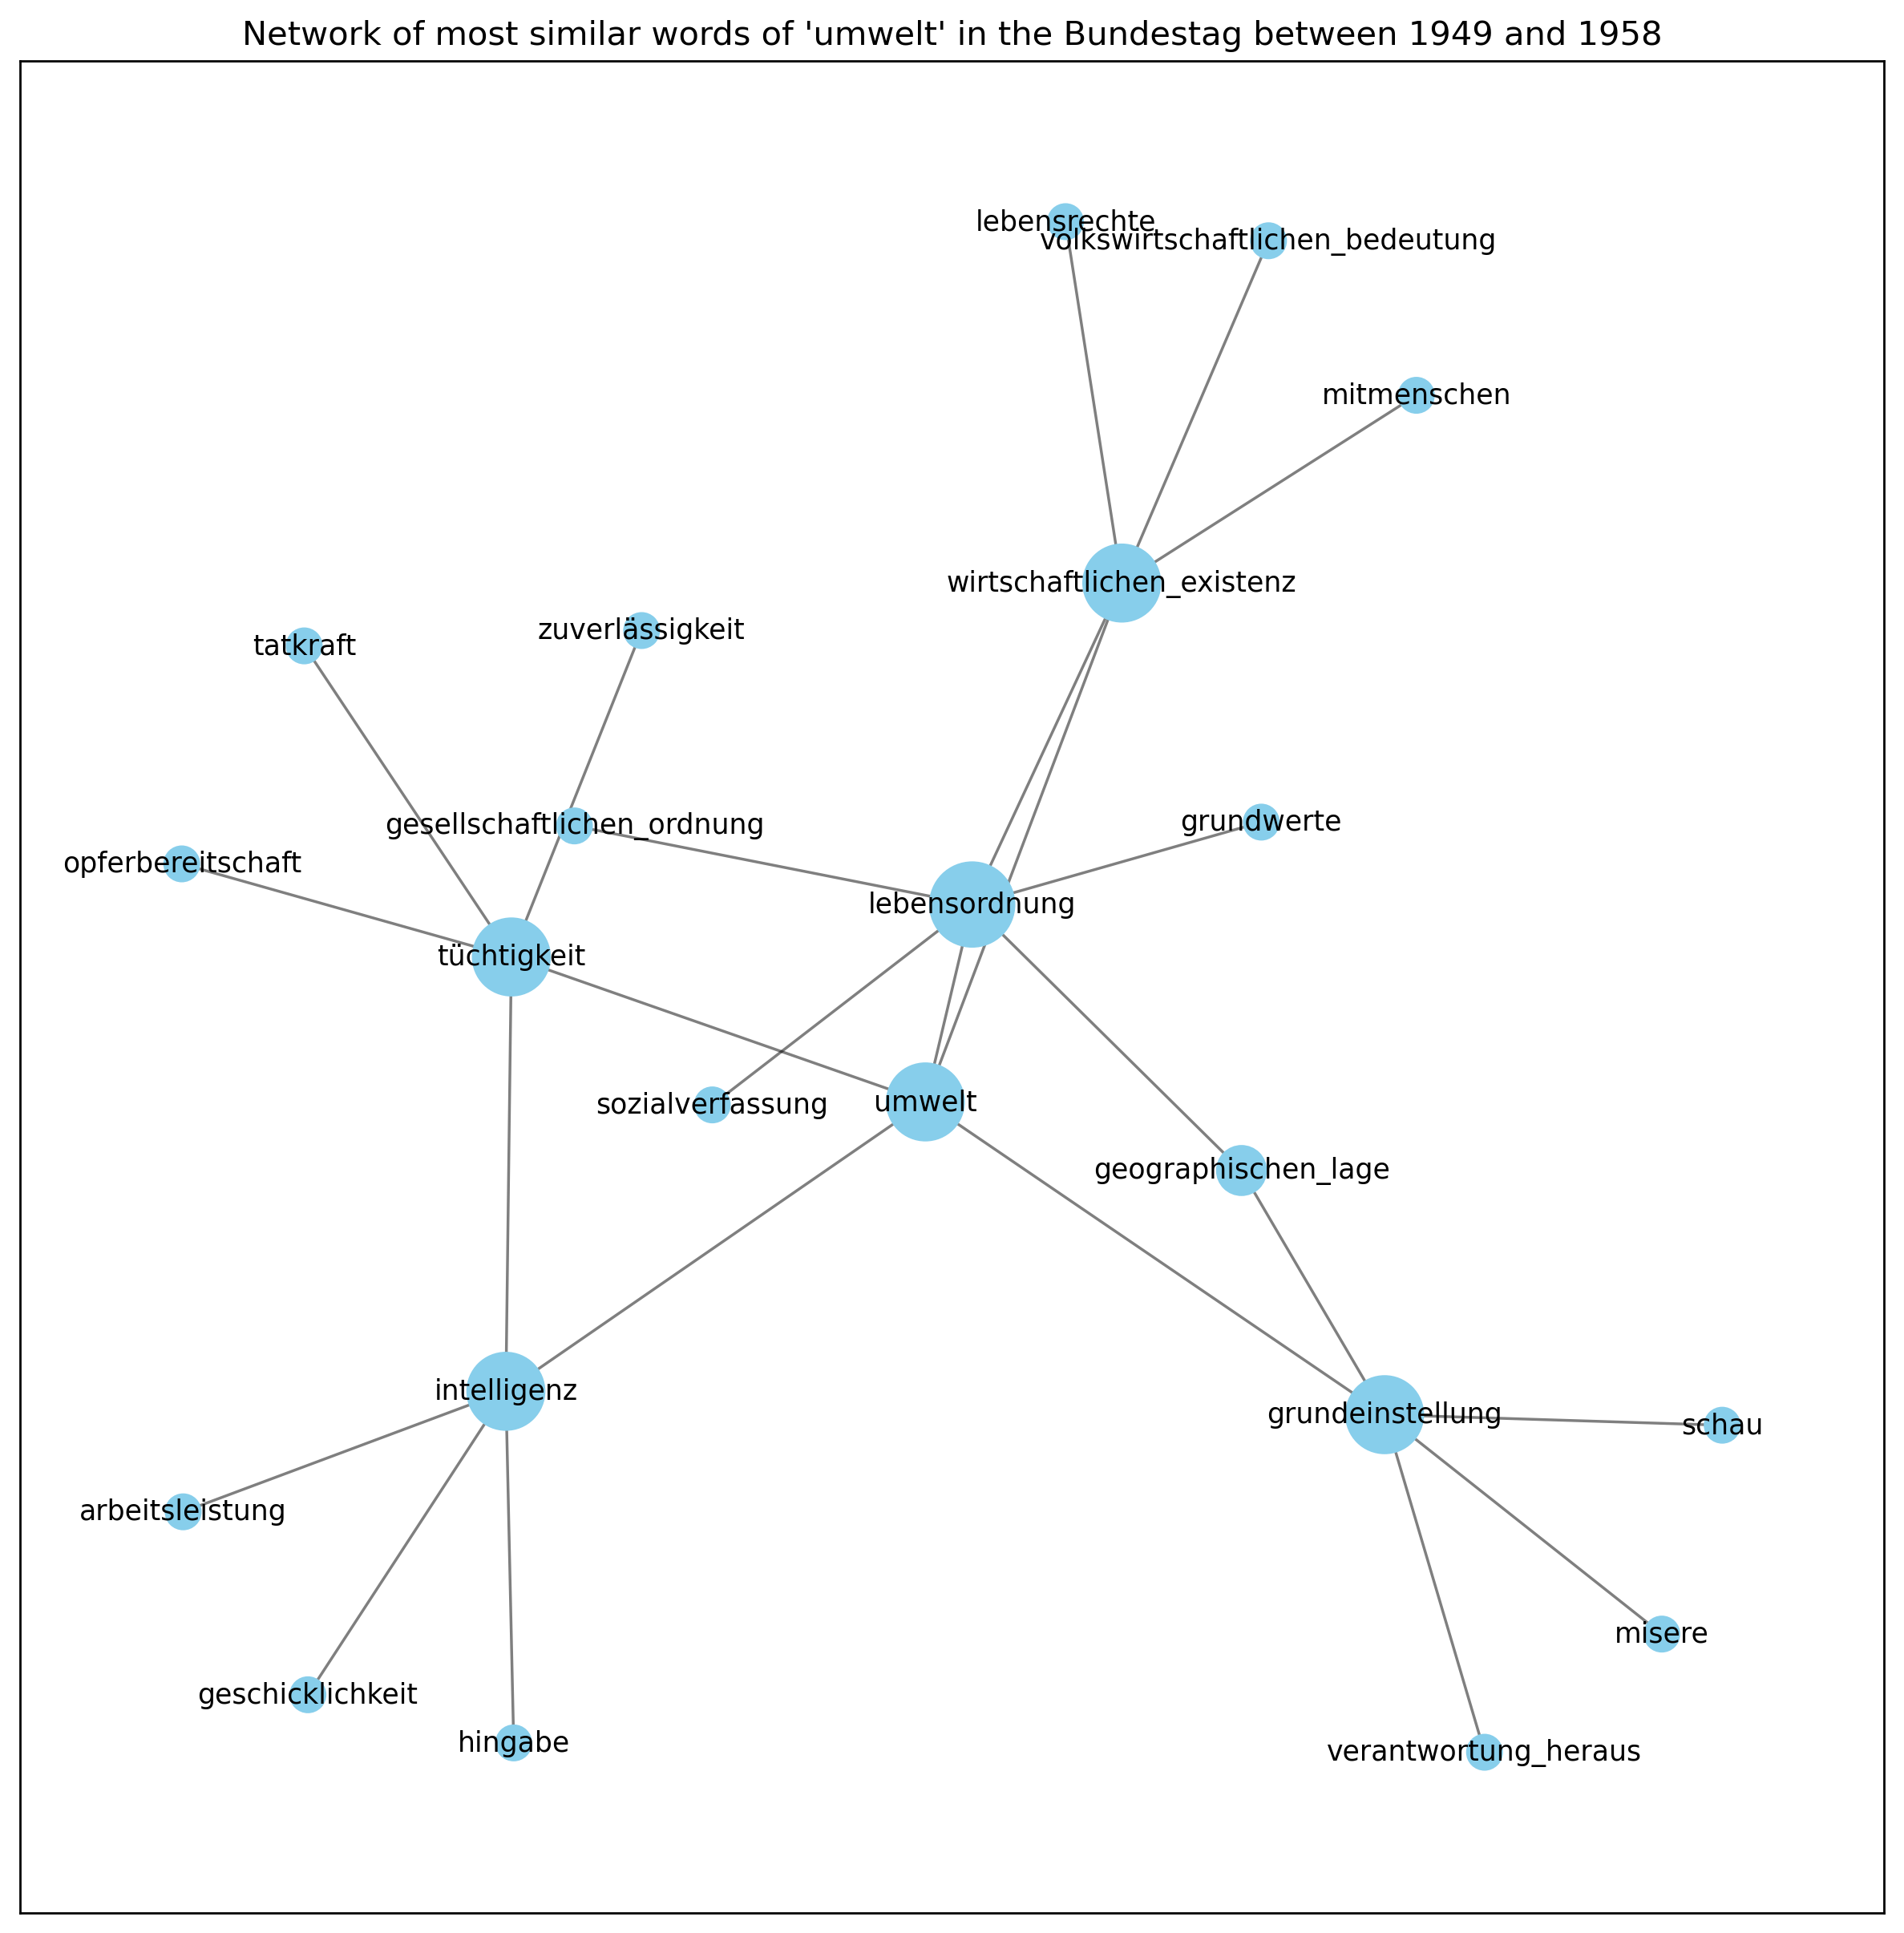 Network of most similar words of 'umwelt' in the Bundestag between 1949 and 1958
lebensrechte
volkswirtschaftlichen_bedeutung
mitmenschen
wirtschaftlichen_existenz
zuverlässigkeit
tatkraft
grundwerte
gesellschaftlichen_ordnung
opferbereitschaft
lebensordnung
tüchtigkeit
umwelt
sozialverfassung
geographischen_lage
intelligenz
grundeinstellung
schau
arbeitsleistung
misere
geschicklichkeit
hingabe
verantwortung_heraus